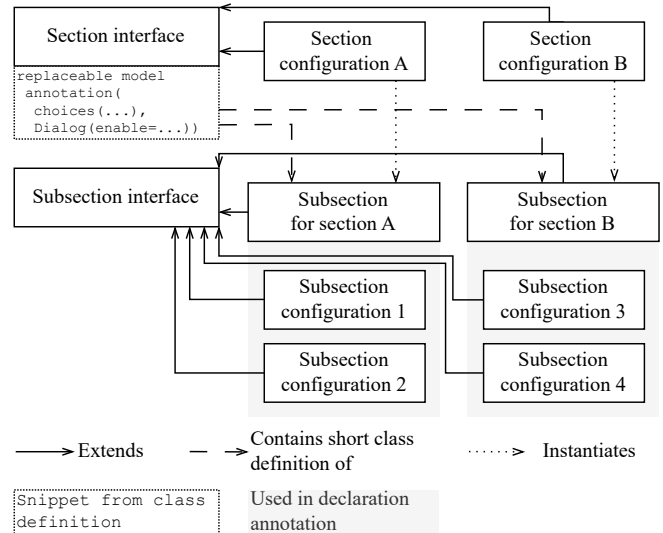 Section interface
Section
configuration A
Section
configuration B
replaceable model
annotation(
choices(...),
Dialog(enable=...))
Subsection interface
Subsection
for section A
Subsection
for section B
Subsection
configuration 1
Subsection
configuration 3
Subsection
configuration 2
Subsection
configuration 4
Extends
Contains short class
definition of
Instantiates
Snippet from class
definition
Used in declaration
annotation